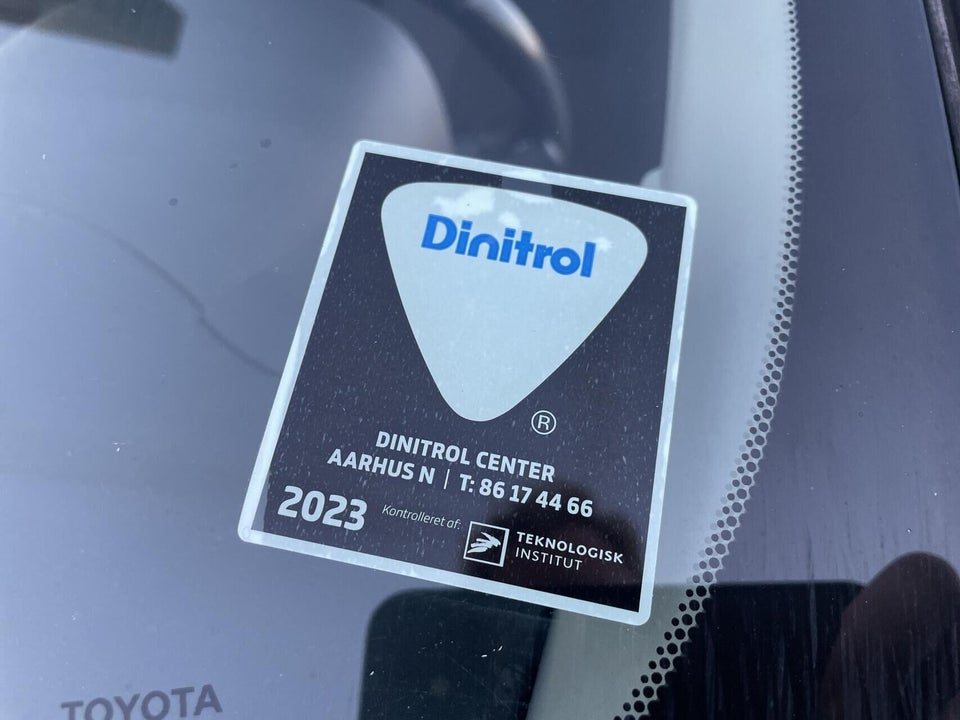 Dinitrol
®
DINITROL CENTER
AARHUS N | T: 86 17 44 66
2023 Kontrolleret af: TEKNOLOGISK
INSTITUT
TOYOTA